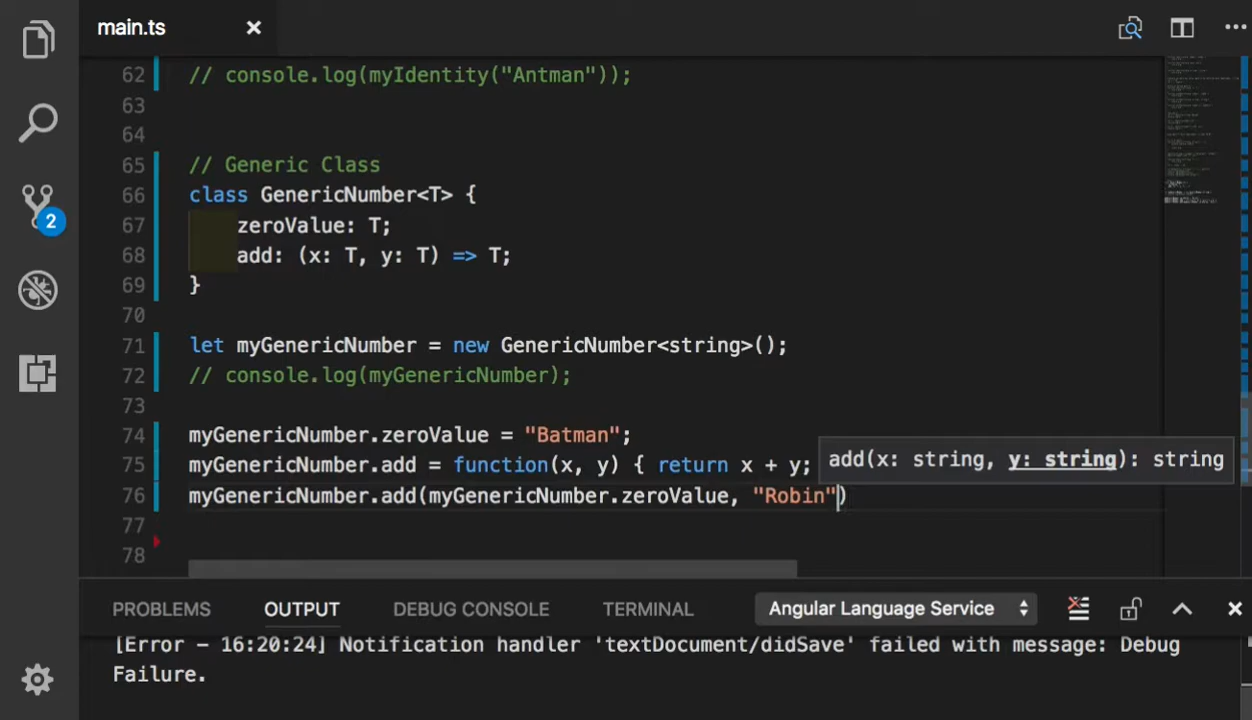 main.ts
62 // console.log(myIdentity("Antman"));
63
64
65 // Generic Class
66 class GenericNumber<T> {
67     zeroValue: T;
68     add: (x: T, y: T) => T;
69 }
70
71 let myGenericNumber = new GenericNumber<string>();
72 // console.log(myGenericNumber);
73
74 myGenericNumber.zeroValue = "Batman";
75 myGenericNumber.add = function(x, y) { return x + y;
add(x: string, y: string): string
76 myGenericNumber.add(myGenericNumber.zeroValue, "Robin")
77
78
2
PROBLEMS OUTPUT DEBUG CONSOLE TERMINAL Angular Language Service
[Error - 16:20:24] Notification handler 'textDocument/didSave' failed with message: Debug
Failure.